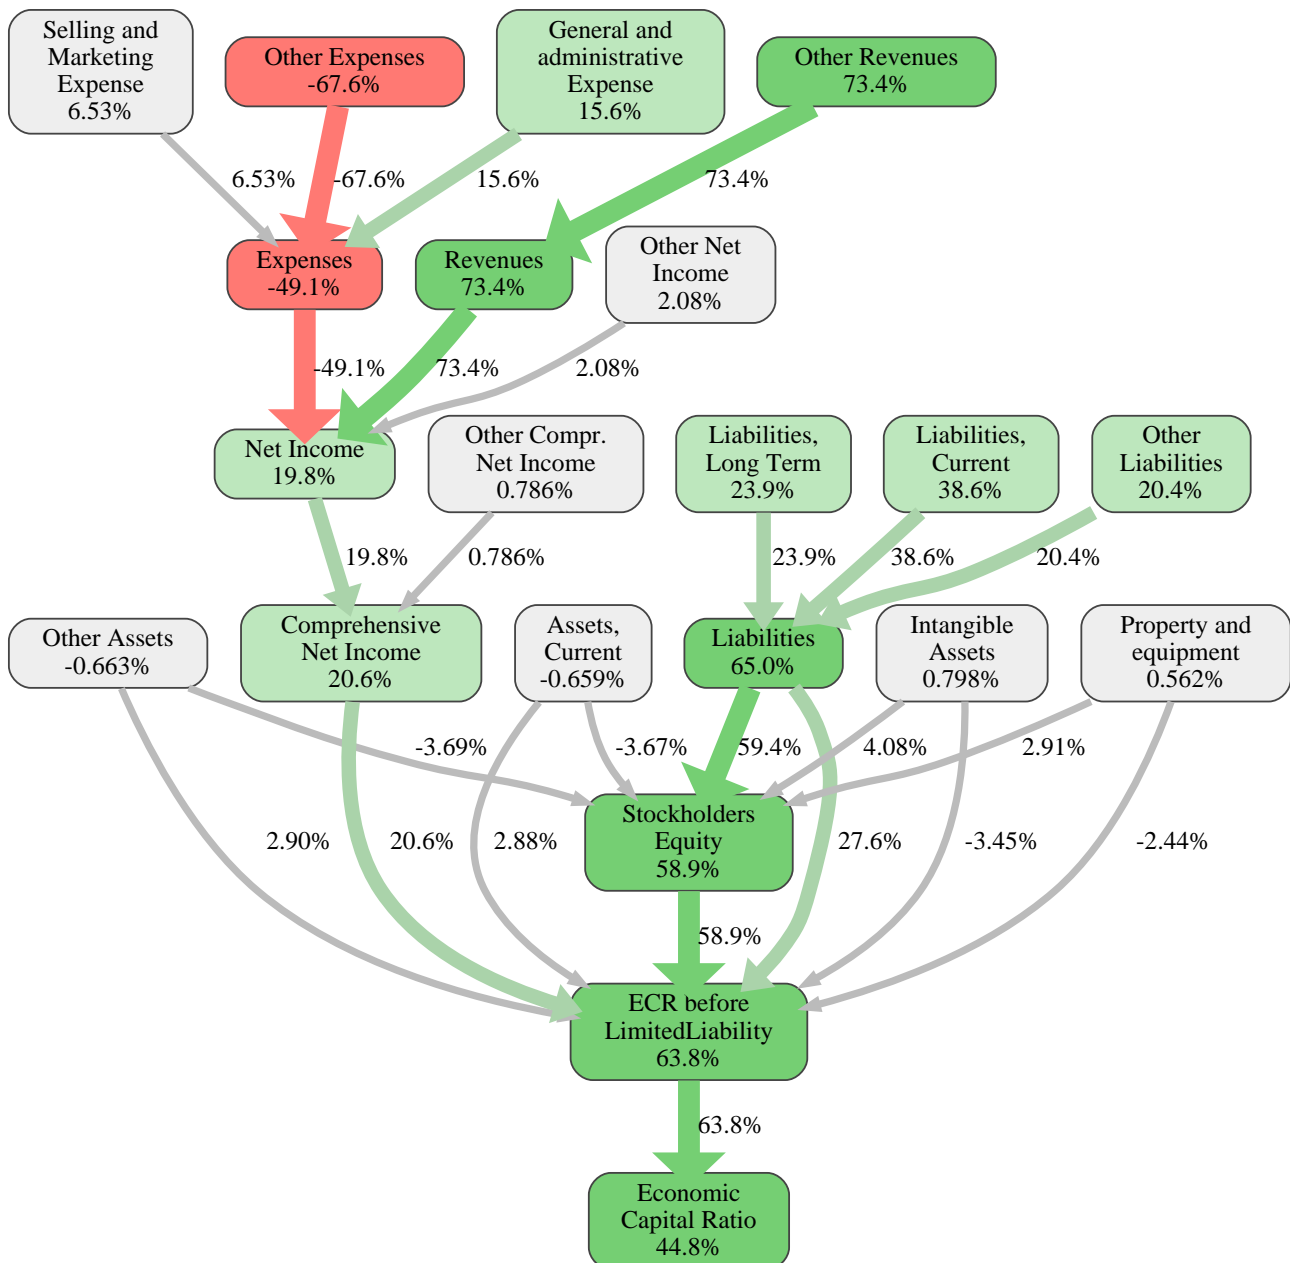 Selling and
Marketing
Expense
6.53%
Other Expenses
-67.6%
General and
administrative
Expense
15.6%
Other Revenues
73.4%
6.53%
-67.6%
15.6%
73.4%
Expenses
-49.1%
Revenues
73.4%
Other Net
Income
2.08%
-49.1%
73.4%
2.08%
Net Income
19.8%
Other Compr.
Net Income
0.786%
Liabilities,
Long Term
23.9%
Liabilities,
Current
38.6%
Other
Liabilities
20.4%
19.8%
0.786%
23.9%
38.6%
20.4%
Other Assets
-0.663%
Comprehensive
Net Income
20.6%
Assets,
Current
-0.659%
Liabilities
65.0%
Intangible
Assets
0.798%
Property and
equipment
0.562%
-3.69%
-3.67%
59.4%
4.08%
2.91%
Stockholders
Equity
58.9%
2.90%
20.6%
2.88%
27.6%
-3.45%
-2.44%
58.9%
ECR before
LimitedLiability
63.8%
63.8%
Economic
Capital Ratio
44.8%